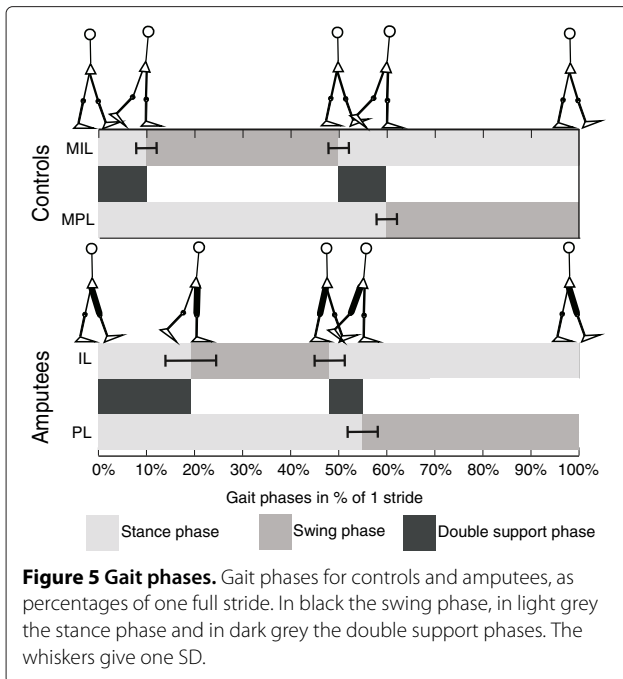 Controls
MIL
MPL
Amputees
IL
PL
0% 10% 20% 30% 40% 50% 60% 70% 80% 90% 100%
Gait phases in % of 1 stride
Stance phase Swing phase Double support phase
Figure 5 Gait phases. Gait phases for controls and amputees, as
percentages of one full stride. In black the swing phase, in light grey
the stance phase and in dark grey the double support phases. The
whiskers give one SD.